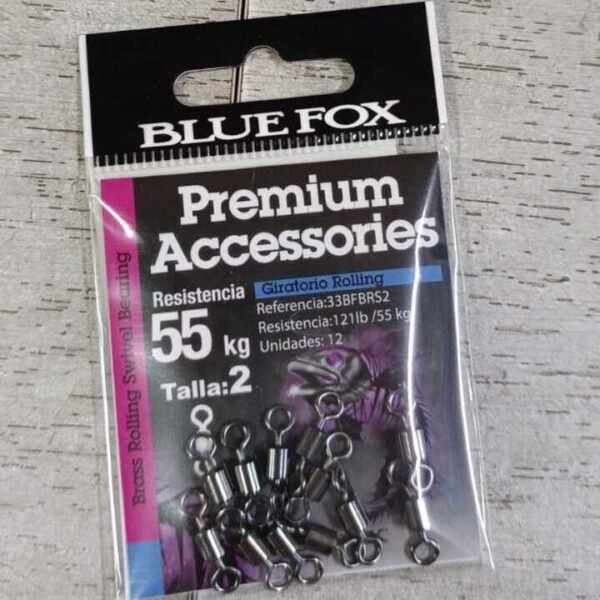 BLUE FOX
Premium
Accessories
Resistencia
55 kg
Talla:2
Giratorio Rolling
Referencia:33BFBRS2
Resistencia:121lb /55 kg
Unidades: 12
Brass Rolling Swivel Bearing